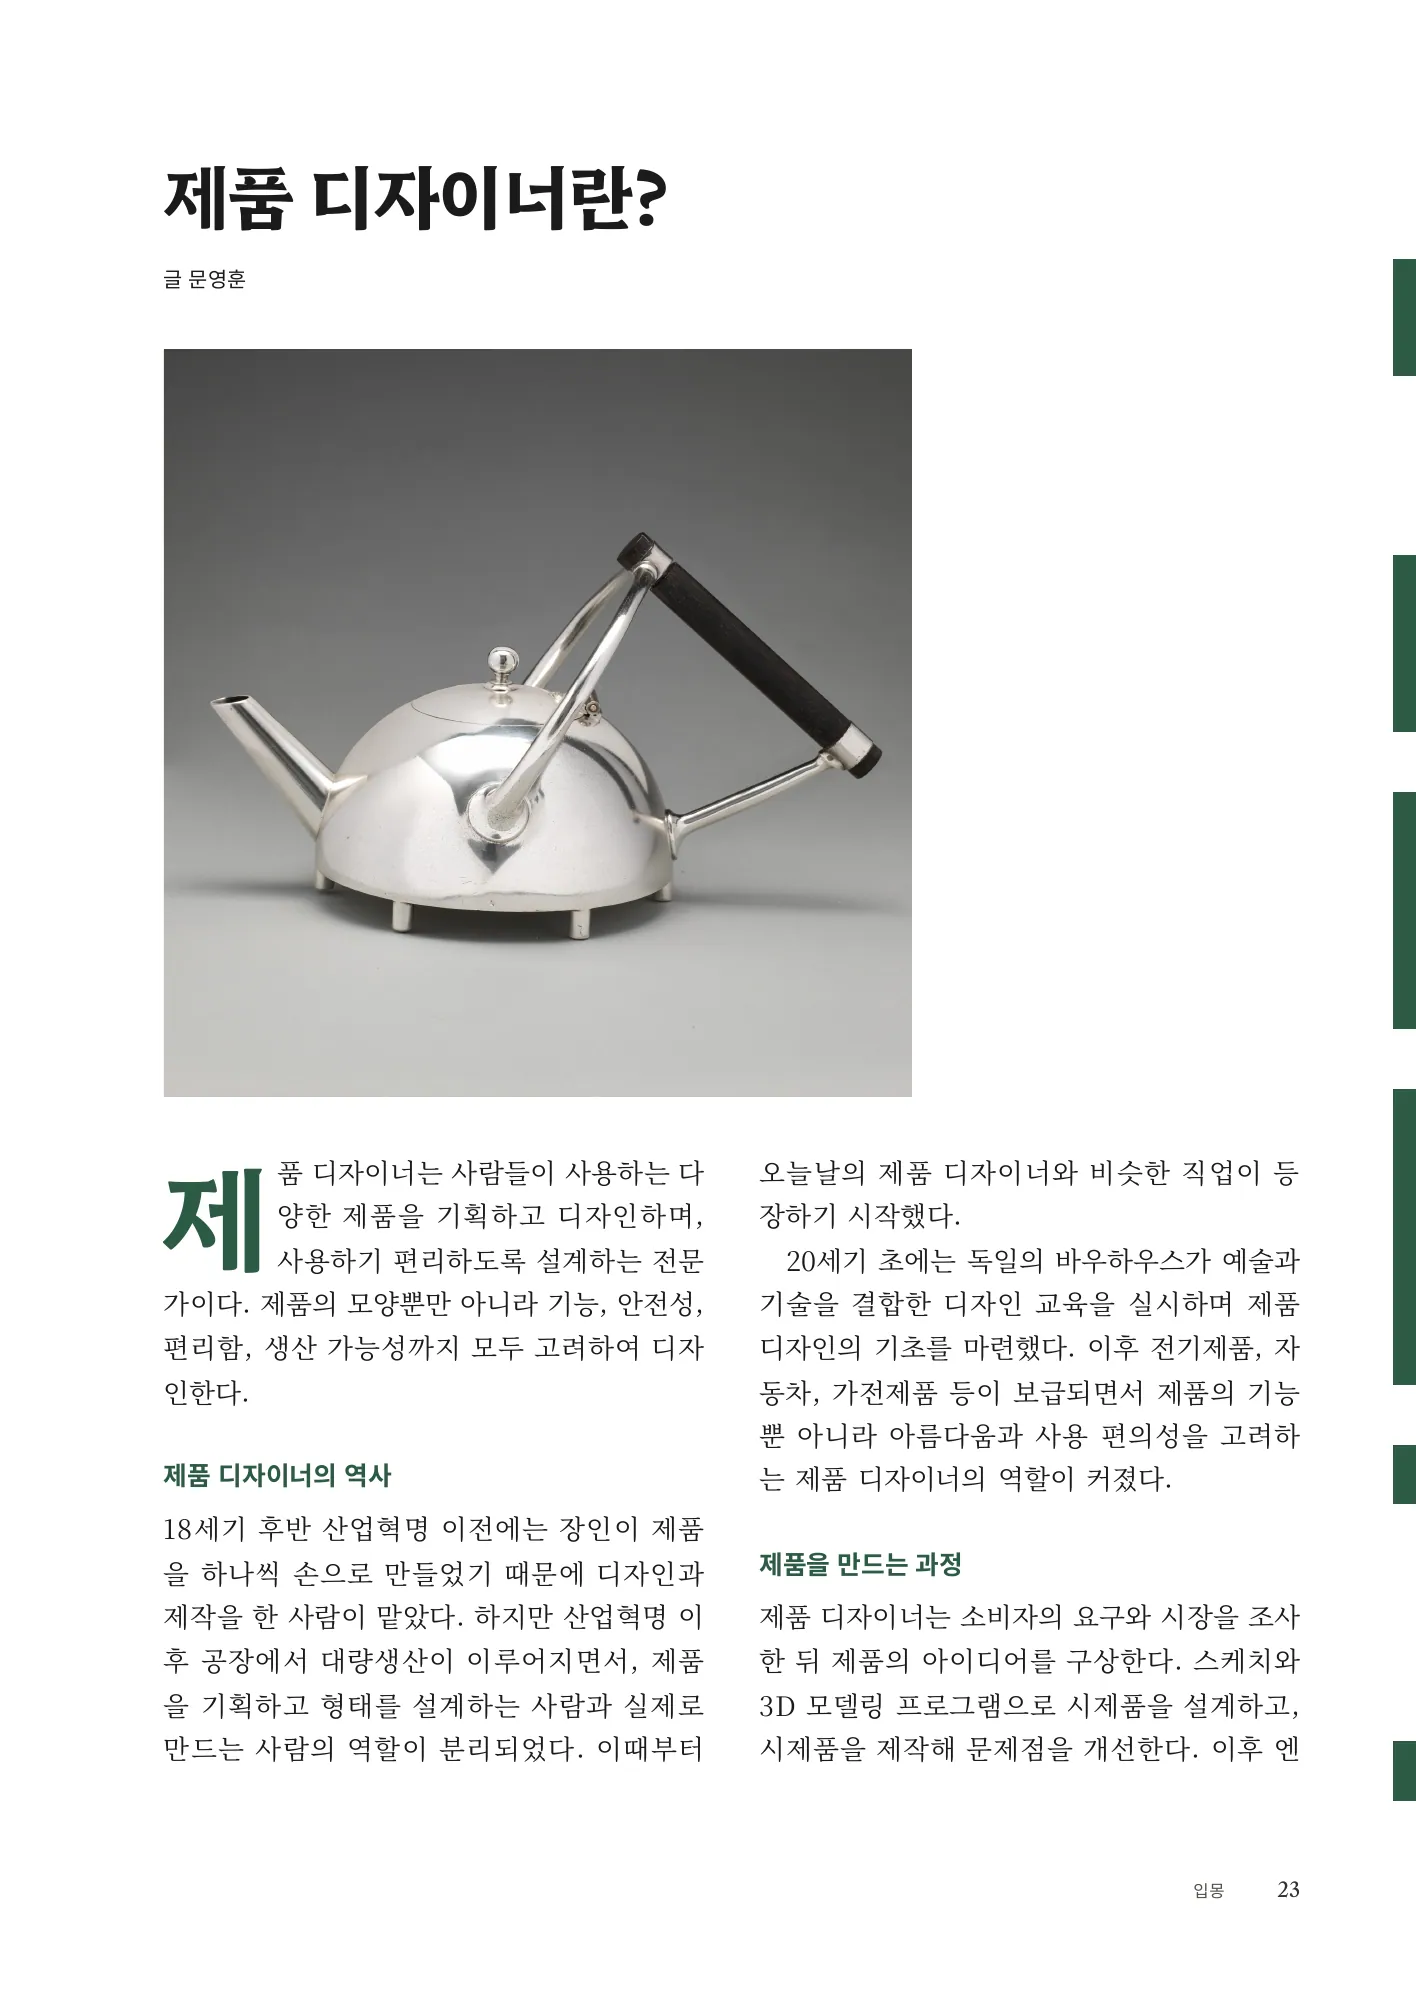 제품 디자이너란?
글 문영훈
제품 디자이너는 사람들이 사용하는 다
양한 제품을 기획하고 디자인하며,
사용하기 편리하도록 설계하는 전문
가이다. 제품의 모양뿐만 아니라 기능, 안전성,
편리함, 생산 가능성까지 모두 고려하여 디자
인한다.
제품 디자이너의 역사
18세기 후반 산업혁명 이전에는 장인이 제품
을 하나씩 손으로 만들었기 때문에 디자인과
제작을 한 사람이 맡았다. 하지만 산업혁명 이
후 공장에서 대량생산이 이루어지면서, 제품
을 기획하고 형태를 설계하는 사람과 실제로
만드는 사람의 역할이 분리되었다. 이때부터
오늘날의 제품 디자이너와 비슷한 직업이 등
장하기 시작했다.
20세기 초에는 독일의 바우하우스가 예술과
기술을 결합한 디자인 교육을 실시하며 제품
디자인의 기초를 마련했다. 이후 전기제품, 자
동차, 가전제품 등이 보급되면서 제품의 기능
뿐 아니라 아름다움과 사용 편의성을 고려하
는 제품 디자이너의 역할이 커졌다.
제품을 만드는 과정
제품 디자이너는 소비자의 요구와 시장을 조사
한 뒤 제품의 아이디어를 구상한다. 스케치와
3D 모델링 프로그램으로 시제품을 설계하고,
시제품을 제작해 문제점을 개선한다. 이후 엔
입몽 23